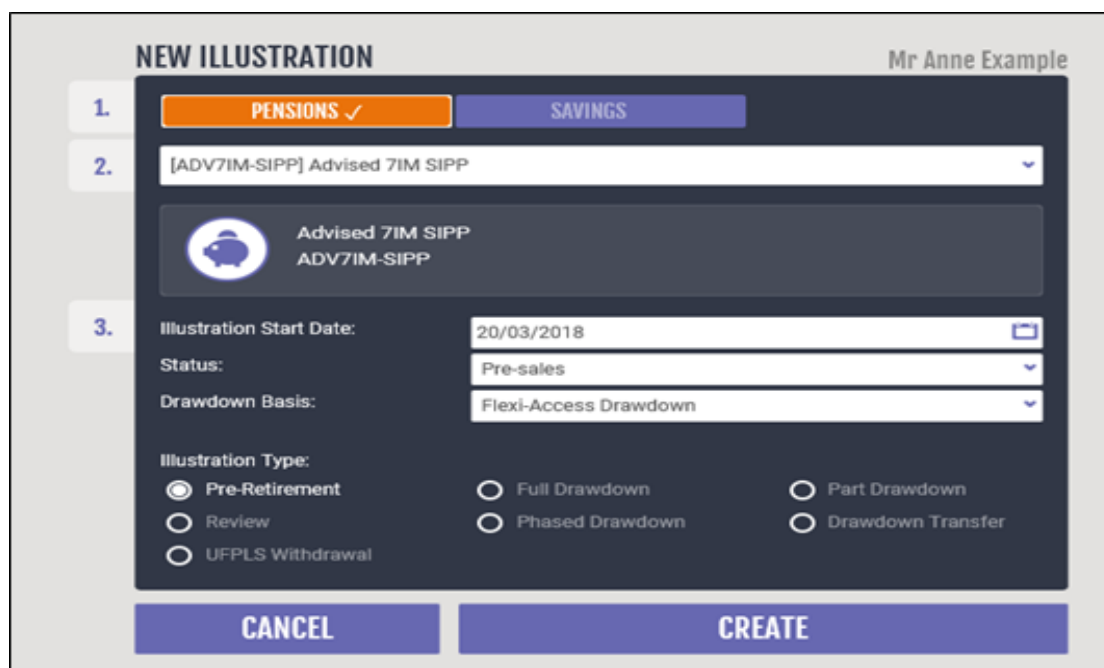 NEW ILLUSTRATION
Mr Anne Example
1.
PENSIONS ✓
SAVINGS
2.
[ADV7IM-SIPP] Advised 7IM SIPP
Advised 7IM SIPP
ADV7IM-SIPP
3.
Illustration Start Date:
20/03/2018
Status:
Pre-sales
Drawdown Basis:
Flexi-Access Drawdown
Illustration Type:
Pre-Retirement
Full Drawdown
Part Drawdown
Review
Phased Drawdown
Drawdown Transfer
UFPLS Withdrawal
CANCEL
CREATE